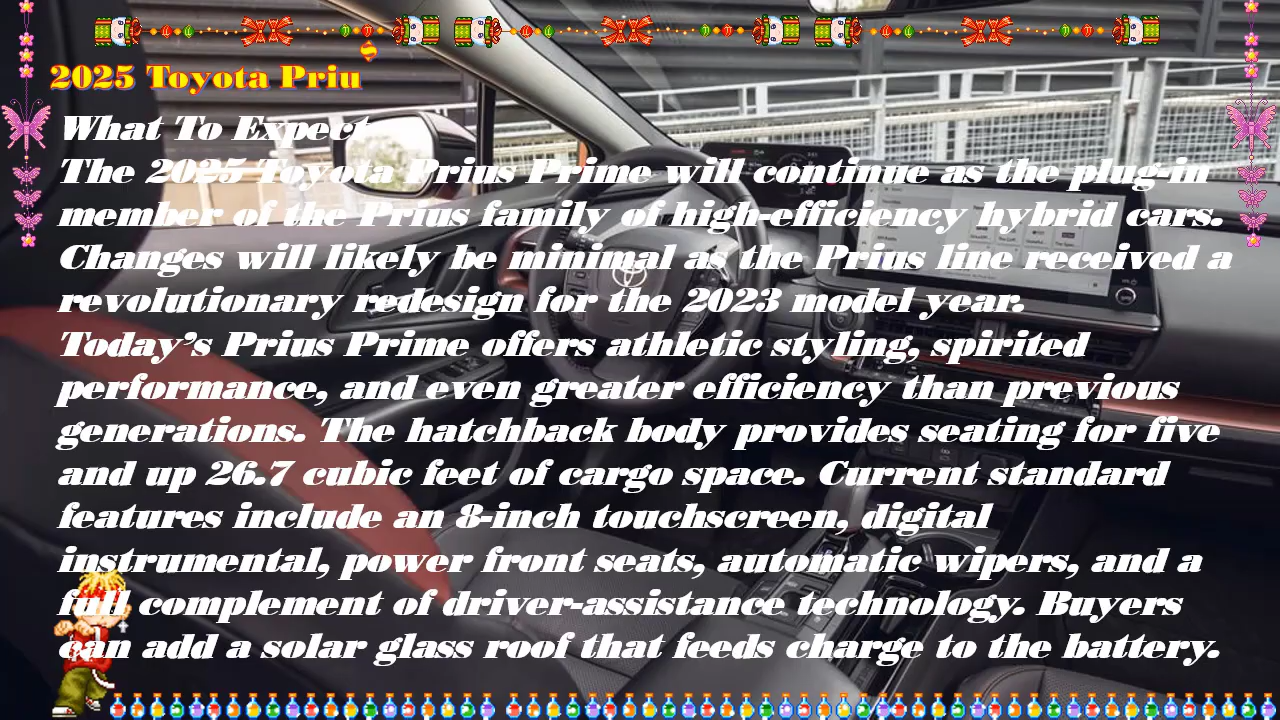 2025 Toyota Priu
What To Expect
The 2025 Toyota Prius Prime will continue as the plug-in
member of the Prius family of high-efficiency hybrid cars.
Changes will likely be minimal as the Prius line received a
revolutionary redesign for the 2023 model year.
Today’s Prius Prime offers athletic styling, spirited
performance, and even greater efficiency than previous
generations. The hatchback body provides seating for five
and up 26.7 cubic feet of cargo space. Current standard
features include an 8-inch touchscreen, digital
instrumental, power front seats, automatic wipers, and a
full complement of driver-assistance technology. Buyers
can add a solar glass roof that feeds charge to the battery.